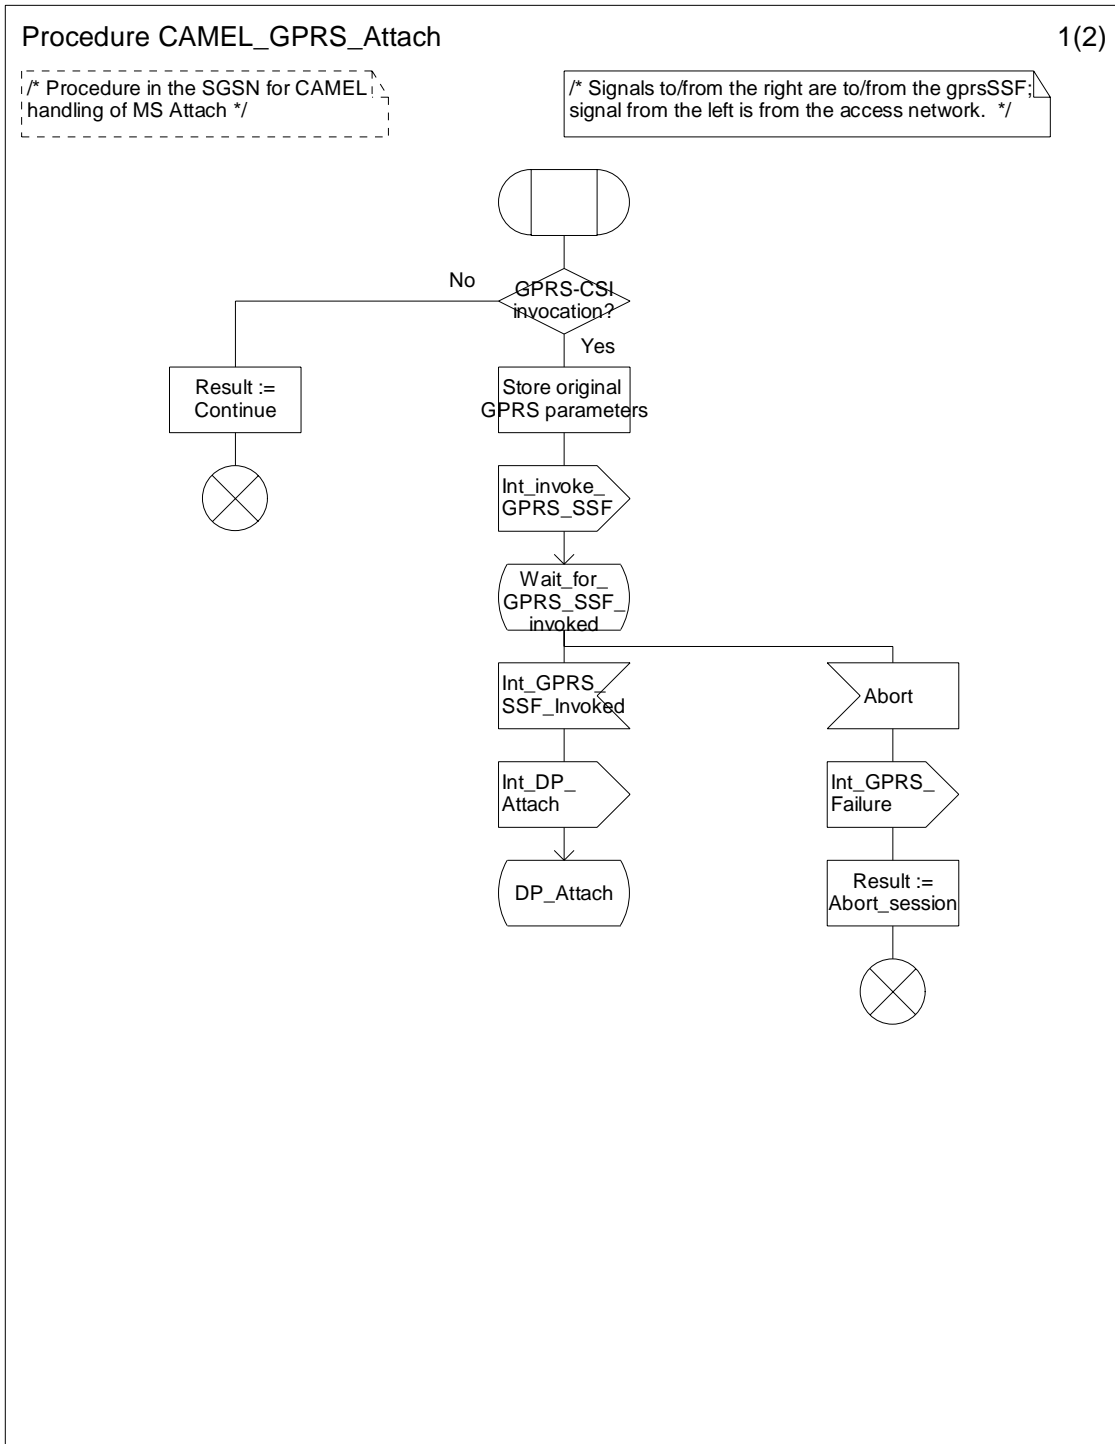 Procedure CAMEL_GPRS_Attach
1(2)
/* Procedure in the SGSN for CAMEL
handling of MS Attach */
/* Signals to/from the right are to/from the gprsSSF;
signal from the left is from the access network.  */
No
GPRS-CSI
invocation?
Yes
Result :=
Continue
Store original
GPRS parameters
Int_invoke_
GPRS_SSF
Wait_for_
GPRS_SSF_
invoked
Int_GPRS_
SSF_Invoked
Abort
Int_DP_
Attach
Int_GPRS_
Failure
DP_Attach
Result :=
Abort_session